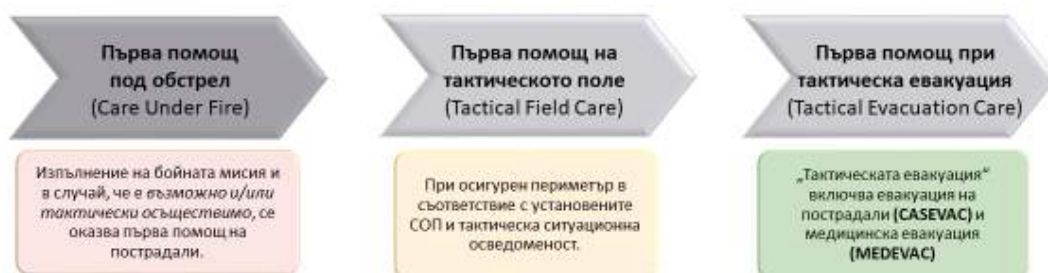 Първа помощ
под обстрел
(Care Under Fire)
Първа помощ на
тактическото поле
(Tactical Field Care)
Първа помощ при
тактическа евакуация
(Tactical Evacuation Care)
Изпълнение на бойната мисия и
в случай, че е възможно и/или
тактически осъществимо, се
оказва първа помощ на
пострадали.
При осигурен периметър в
съответствие с установените
СОП и тактическа ситуационна
осведоменост.
„Тактическата евакуация“
включва евакуация на
пострадали (CASEVAC) и
медицинска евакуация
(MEDEVAC)